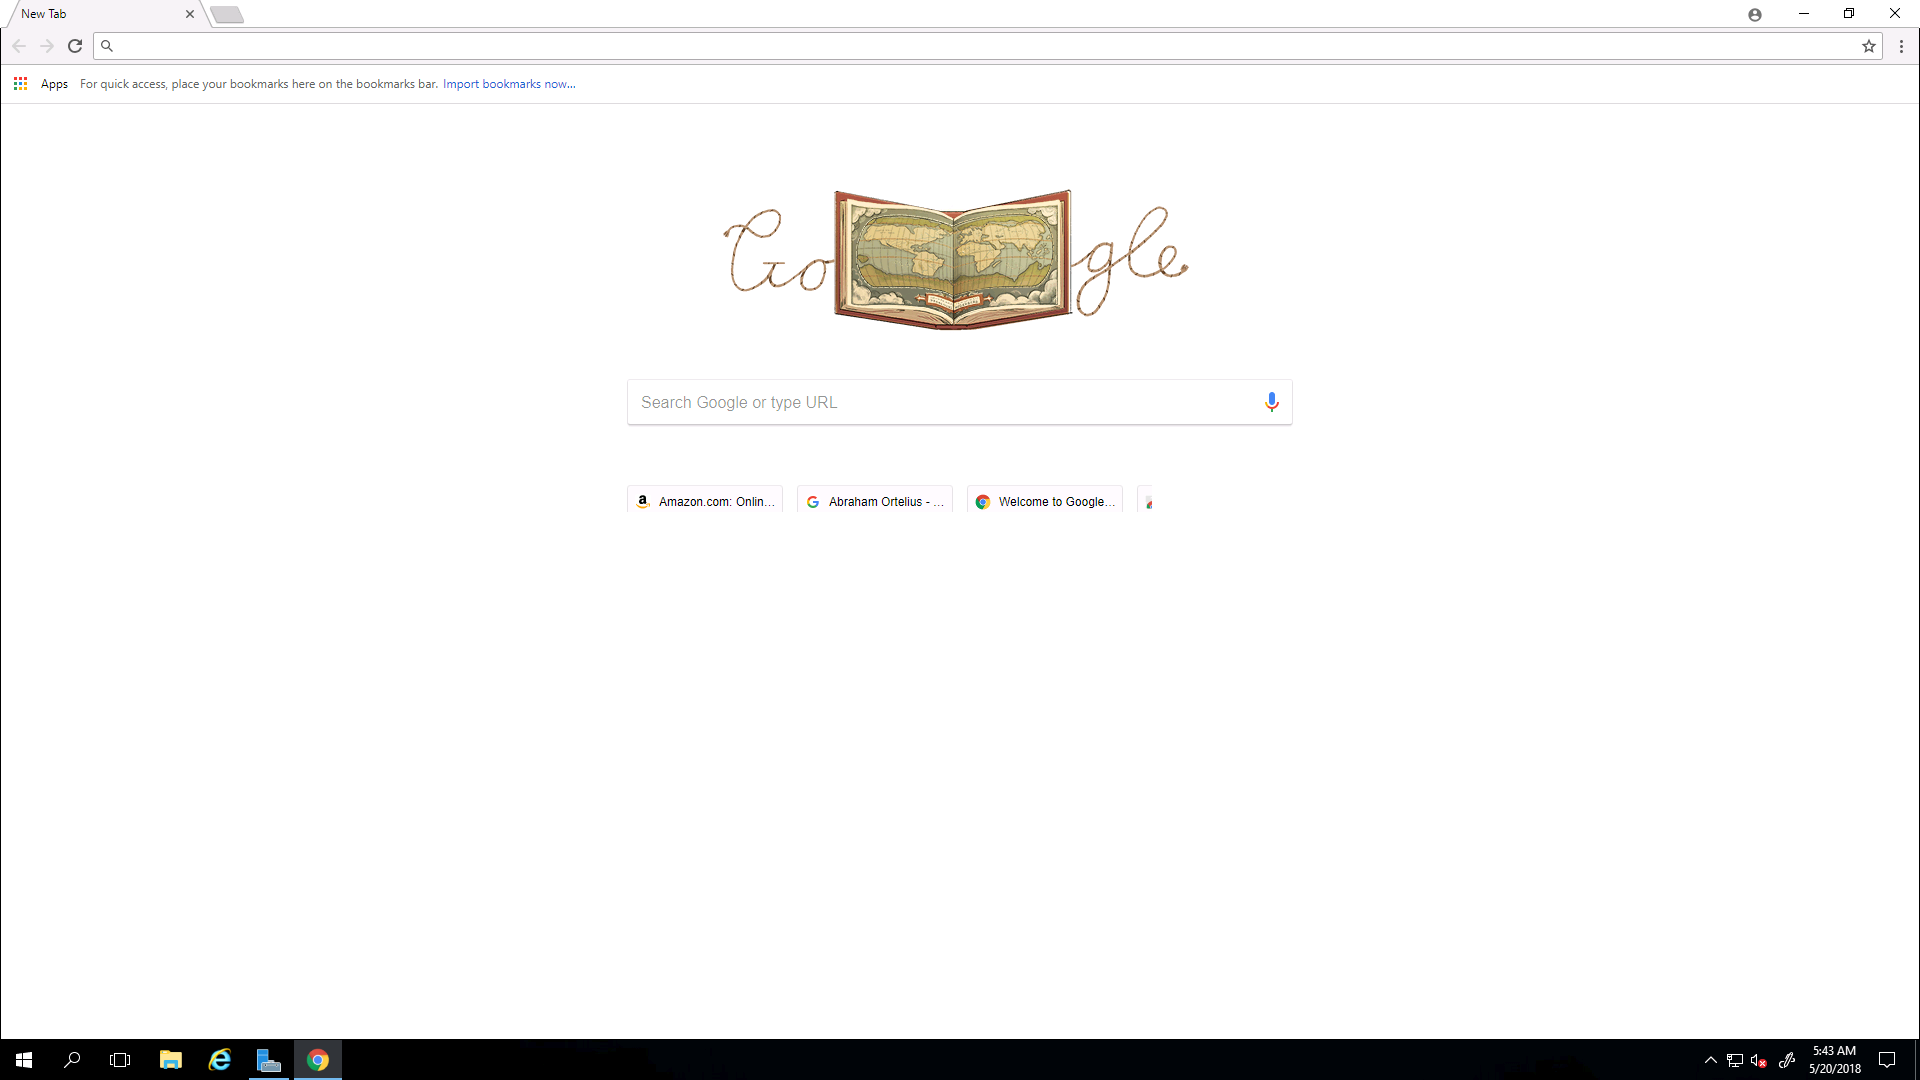 New Tab
Apps For quick access, place your bookmarks here on the bookmarks bar. Import bookmarks now...
Google
Search Google or type URL
Amazon.com: Onlin... Abraham Ortelius - ... Welcome to Google...
5:43 AM
5/20/2018